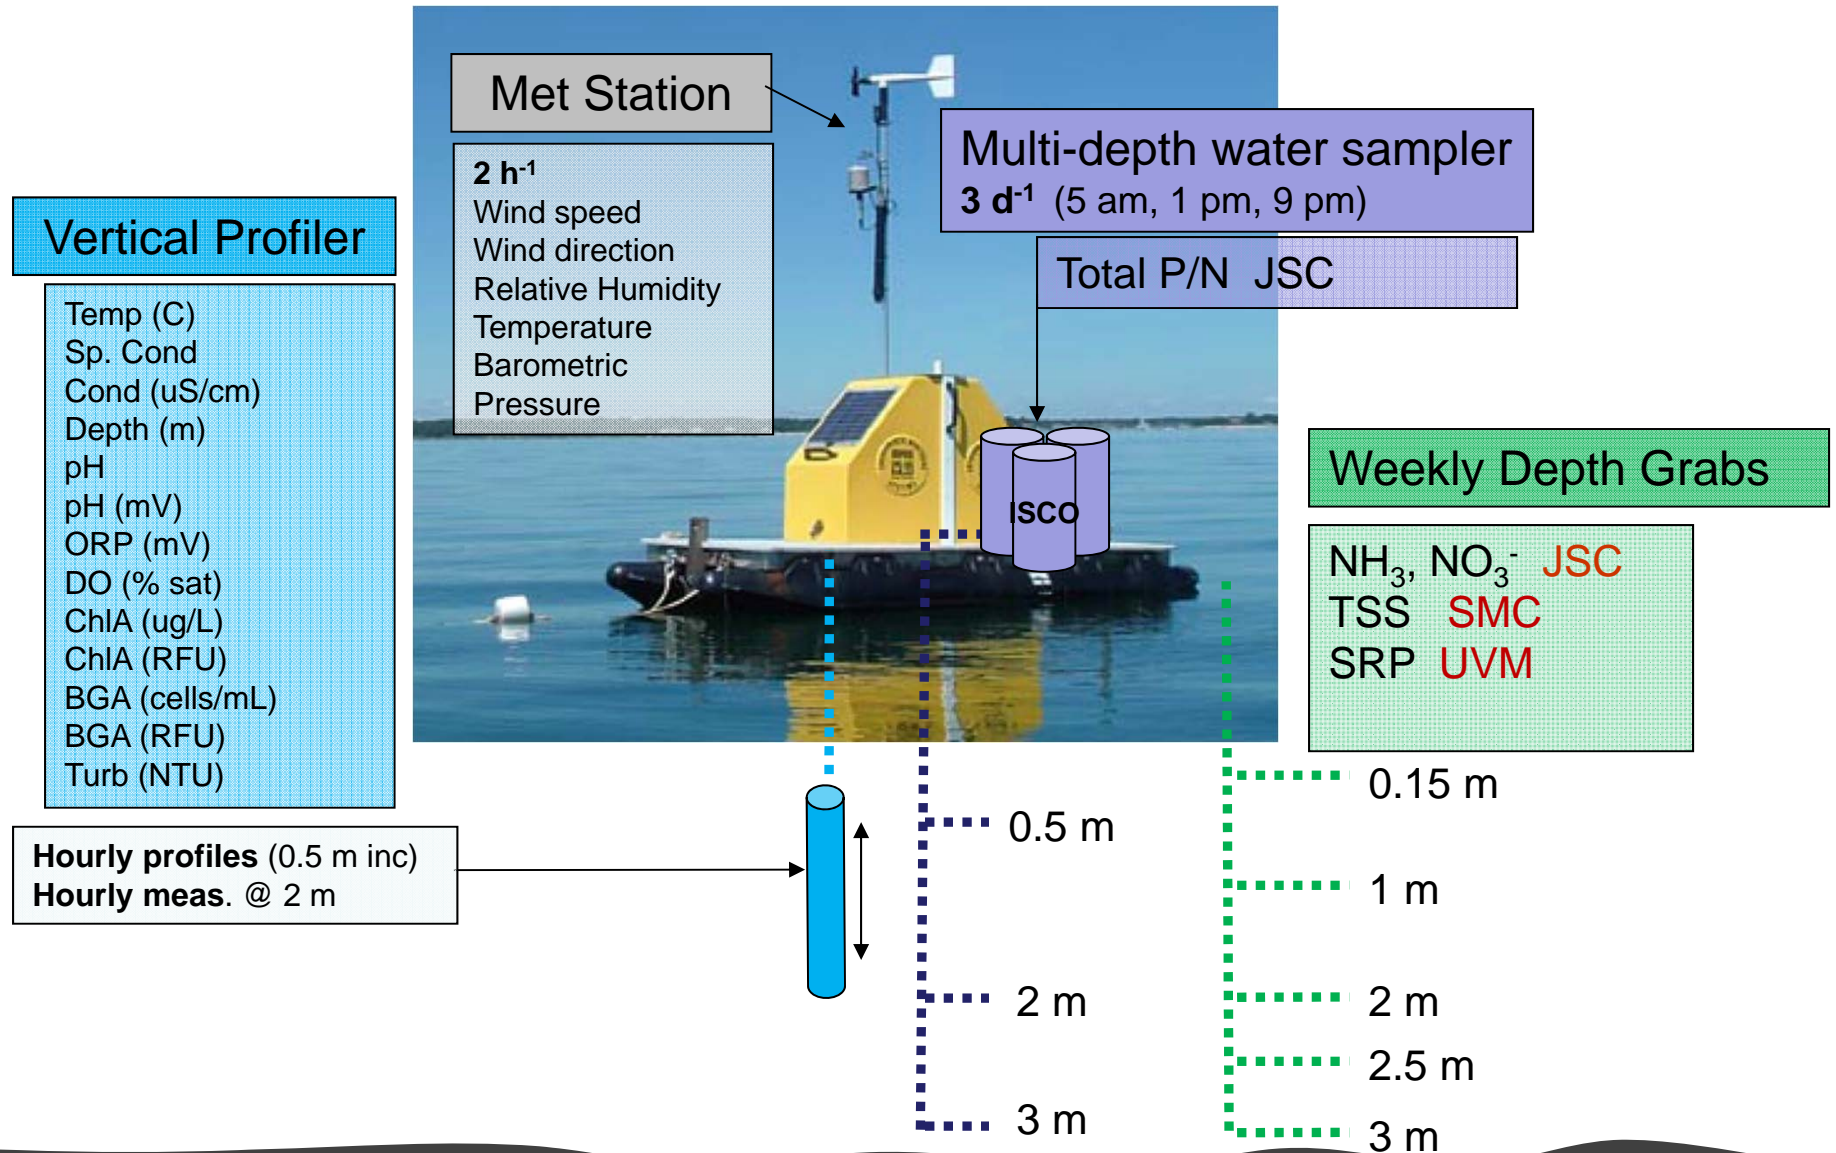 Met Station
2 h-1
Wind speed
Wind direction
Relative Humidity
Temperature
Barometric
Pressure
Multi-depth water sampler
3 d-1 (5 am, 1 pm, 9 pm)
Total P/N JSC
Vertical Profiler
Temp (C)
Sp. Cond
Cond (uS/cm)
Depth (m)
pH
pH (mV)
ORP (mV)
DO (% sat)
ChlA (ug/L)
ChlA (RFU)
BGA (cells/mL)
BGA (RFU)
Turb (NTU)
Hourly profiles (0.5 m inc)
Hourly meas. @ 2 m
ISCO
Weekly Depth Grabs
NH3, NO3- JSC
TSS SMC
SRP UVM
0.5 m
2 m
3 m
0.15 m
1 m
2 m
2.5 m
3 m